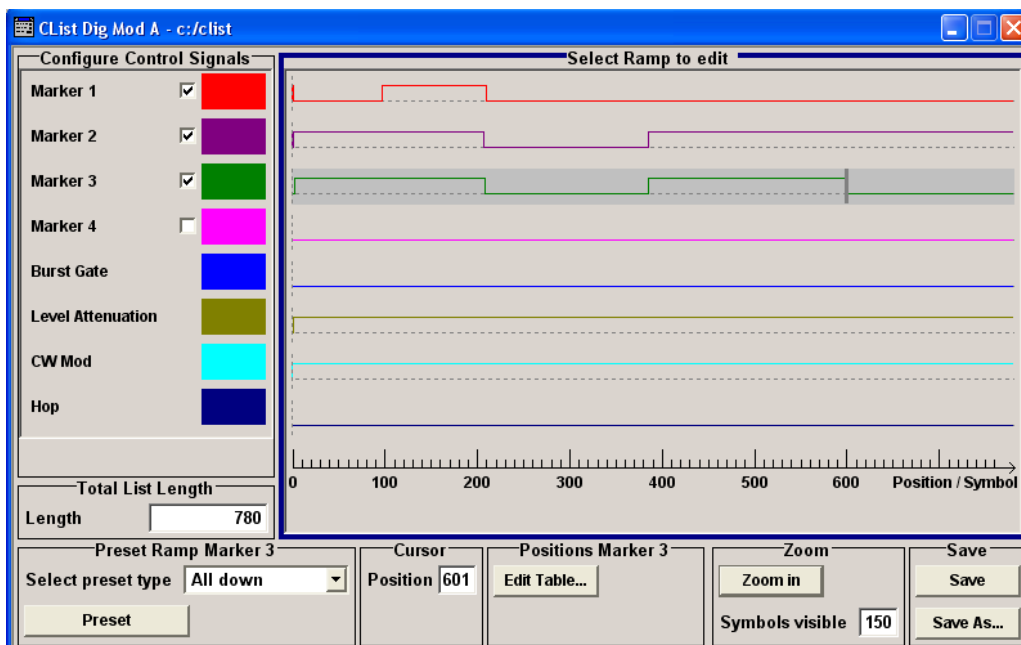 CList Dig Mod A - c:/clist
Configure Control Signals
Marker 1
Marker 2
Marker 3
Marker 4
Burst Gate
Level Attenuation
CW Mod
Hop
Total List Length
Length 780
Select Ramp to edit
0 100 200 300 400 500 600 Position / Symbol
Preset Ramp Marker 3
Select preset type All down
Preset
Cursor
Position 601
Positions Marker 3
Edit Table...
Zoom
Zoom in
Symbols visible 150
Save
Save
Save As...